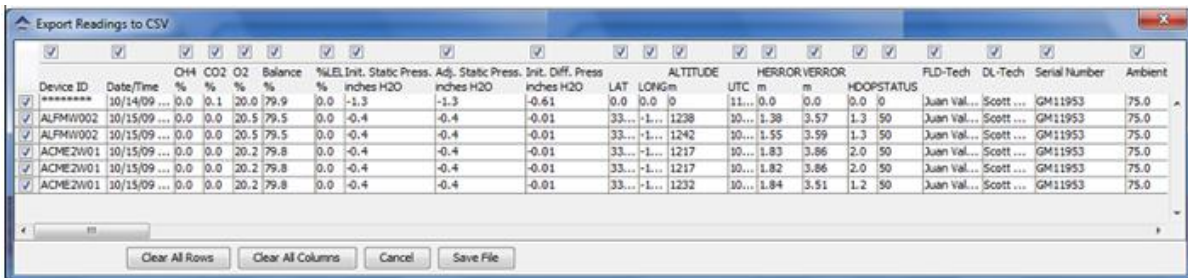 Export Readings to CSV
CH4 CO2 O2 Balance %LEL Init. Static Press. Adj. Static Press. Init. Diff. Press ALTITUDE HERROR VERROR FLD-Tech DL-Tech Serial Number Ambient
Device ID Date/Time % % % % % inches H2O inches H2O inches H2O LAT LONG m UTC m m HDOP STATUS
******** 10/14/09 ... 0.0 0.1 20.0 79.9 0.0 -1.3 -1.3 -0.61 0.0 0.0 0 11... 0.0 0.0 0.0 0 Juan Val... Scott ... GM11953 75.0
ALFMW002 10/15/09 ... 0.0 0.0 20.5 79.5 0.0 -0.4 -0.4 -0.01 33... -1... 1238 10... 1.38 3.57 1.3 50 Juan Val... Scott ... GM11953 75.0
ALFMW002 10/15/09 ... 0.0 0.0 20.5 79.5 0.0 -0.4 -0.4 -0.01 33... -1... 1242 10... 1.55 3.59 1.3 50 Juan Val... Scott ... GM11953 75.0
ACME2W01 10/15/09 ... 0.0 0.0 20.2 79.8 0.0 -0.4 -0.4 -0.01 33... -1... 1217 10... 1.83 3.86 2.0 50 Juan Val... Scott ... GM11953 75.0
ACME2W01 10/15/09 ... 0.0 0.0 20.2 79.8 0.0 -0.4 -0.4 -0.01 33... -1... 1217 10... 1.82 3.86 2.0 50 Juan Val... Scott ... GM11953 75.0
ACME2W01 10/15/09 ... 0.0 0.0 20.2 79.8 0.0 -0.4 -0.4 -0.01 33... -1... 1232 10... 1.84 3.51 1.2 50 Juan Val... Scott ... GM11953 75.0
Clear All Rows Clear All Columns Cancel Save File